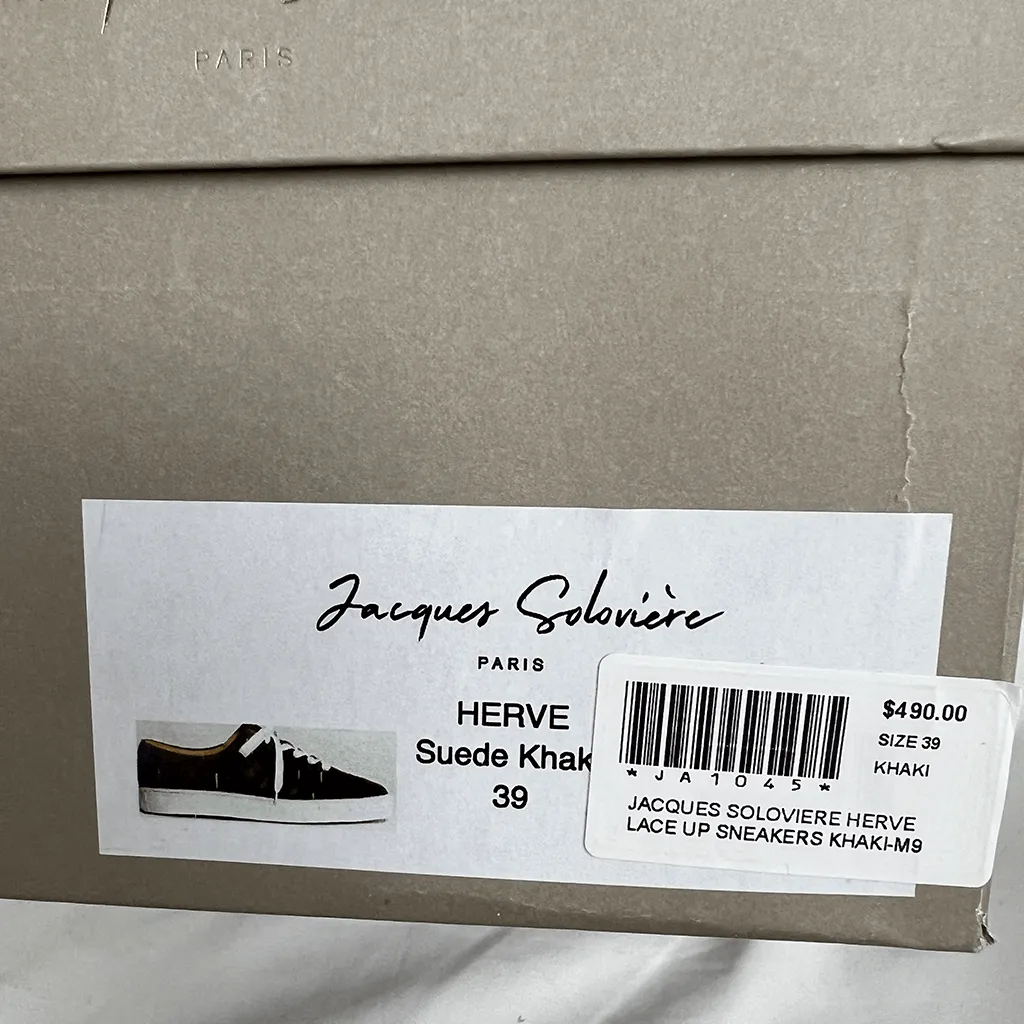 PARIS
Jacques Solovière
PARIS
HERVE
Suede Khak
39
$490.00
SIZE 39
KHAKI
*JA1045*
JACQUES SOLOVIERE HERVE
LACE UP SNEAKERS KHAKI-M9